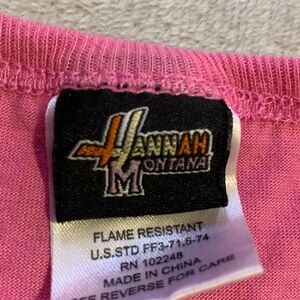 HANNAH
MONTANA
FLAME RESISTANT
U.S.STD FF3-71.5-74
RN 102248
MADE IN CHINA
SEE REVERSE FOR CARE